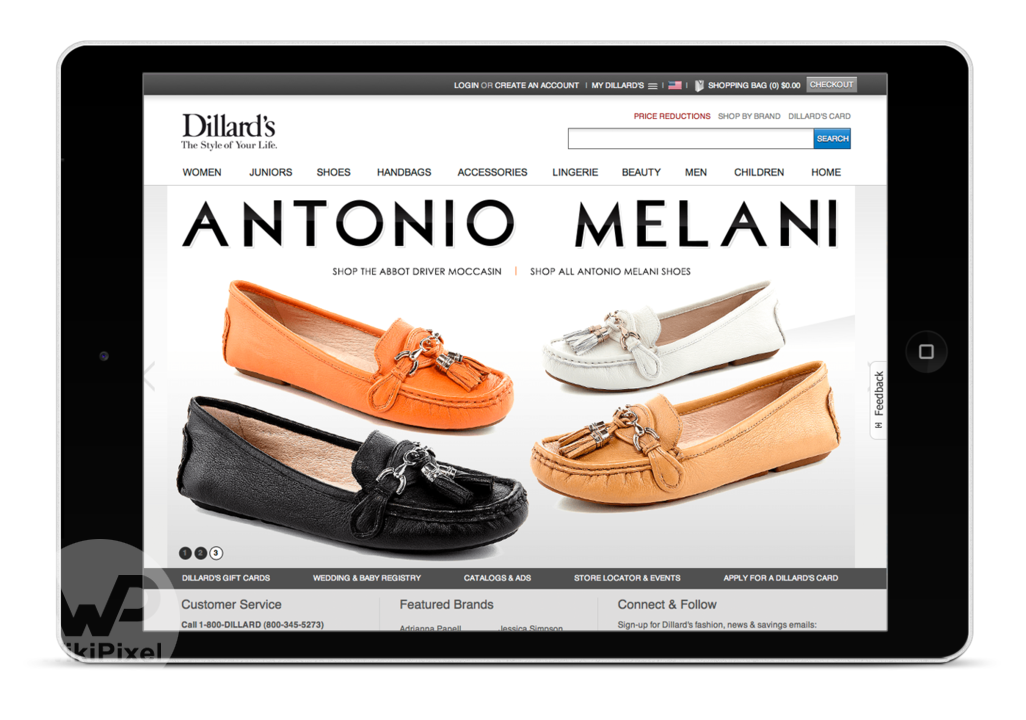 LOGIN OR CREATE AN ACCOUNT | MY DILLARD'S | | SHOPPING BAG (0) $0.00 CHECKOUT
PRICE REDUCTIONS SHOP BY BRAND DILLARD'S CARD
Dillard's
The Style of Your Life.
SEARCH
WOMEN JUNIORS SHOES HANDBAGS ACCESSORIES LINGERIE BEAUTY MEN CHILDREN HOME
ANTONIO MELANI
SHOP THE ABBOT DRIVER MOCCASIN | SHOP ALL ANTONIO MELANI SHOES
Feedback
1 2 3
DILLARD'S GIFT CARDS WEDDING & BABY REGISTRY CATALOGS & ADS STORE LOCATOR & EVENTS APPLY FOR A DILLARD'S CARD
Customer Service Featured Brands Connect & Follow
Call 1-800-DILLARD (800-345-5273) Adrianna Papell Jessica Simpson Sign-up for Dillard's fashion, news & savings emails:
WP
ikiPixel